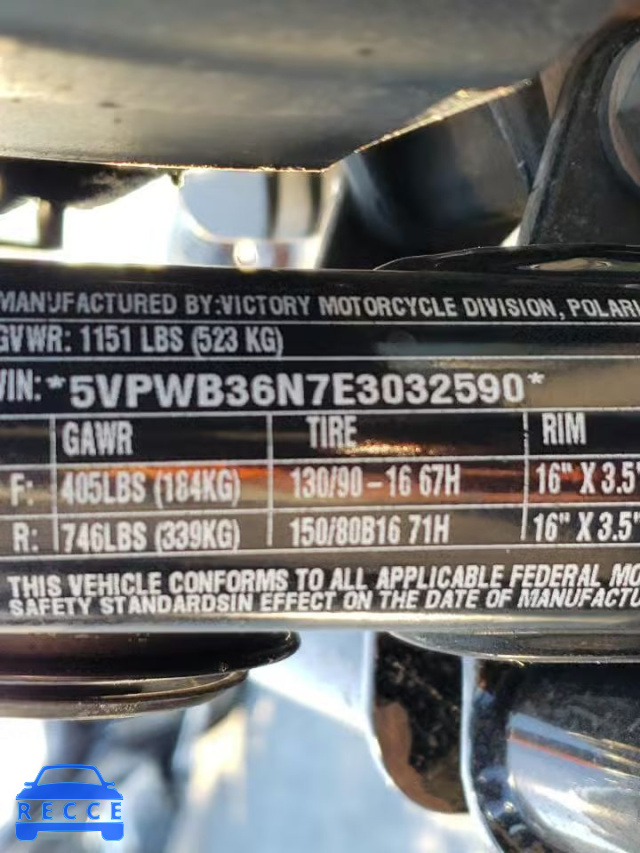 MANUFACTURED BY:VICTORY MOTORCYCLE DIVISION, POLARI
GVWR: 1151 LBS (523 KG)
VIN: *5VPWB36N7E3032590*
GAWR TIRE RIM
F: 405LBS (184KG) 130/90-16 67H 16" X 3.5"
R: 746LBS (339KG) 150/80B16 71H 16" X 3.5"
THIS VEHICLE CONFORMS TO ALL APPLICABLE FEDERAL MO
SAFETY STANDARDSIN EFFECT ON THE DATE OF MANUFACTU
RECCE